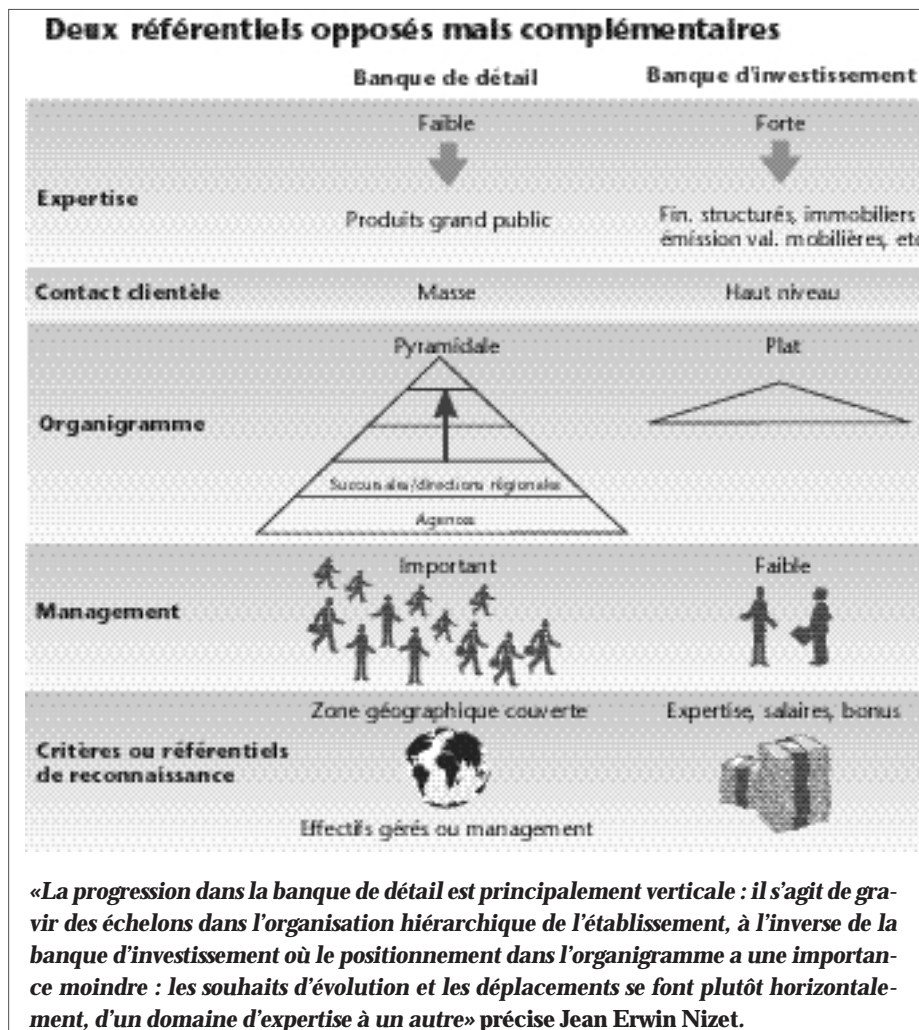 Deux référentiels opposés mais complémentaires
Banque de détail Banque d'investissement
Faible Forte
Expertise
Produits grand public Fin. structurés, immobiliers
émission val. mobilières, etc
Contact clientèle Masse Haut niveau
Pyramidale Plat
Organigramme
Succursales/directions régionales
Agences
Important Faible
Management
Zone géographique couverte Expertise, salaires, bonus
Critères ou référentiels
de reconnaissance
Effectifs gérés ou management
«La progression dans la banque de détail est principalement verticale : il s'agit de gra-
vir des échelons dans l'organisation hiérarchique de l'établissement, à l'inverse de la
banque d'investissement où le positionnement dans l'organigramme a une importan-
ce moindre : les souhaits d'évolution et les déplacements se font plutôt horizontale-
ment, d'un domaine d'expertise à un autre» précise Jean Erwin Nizet.